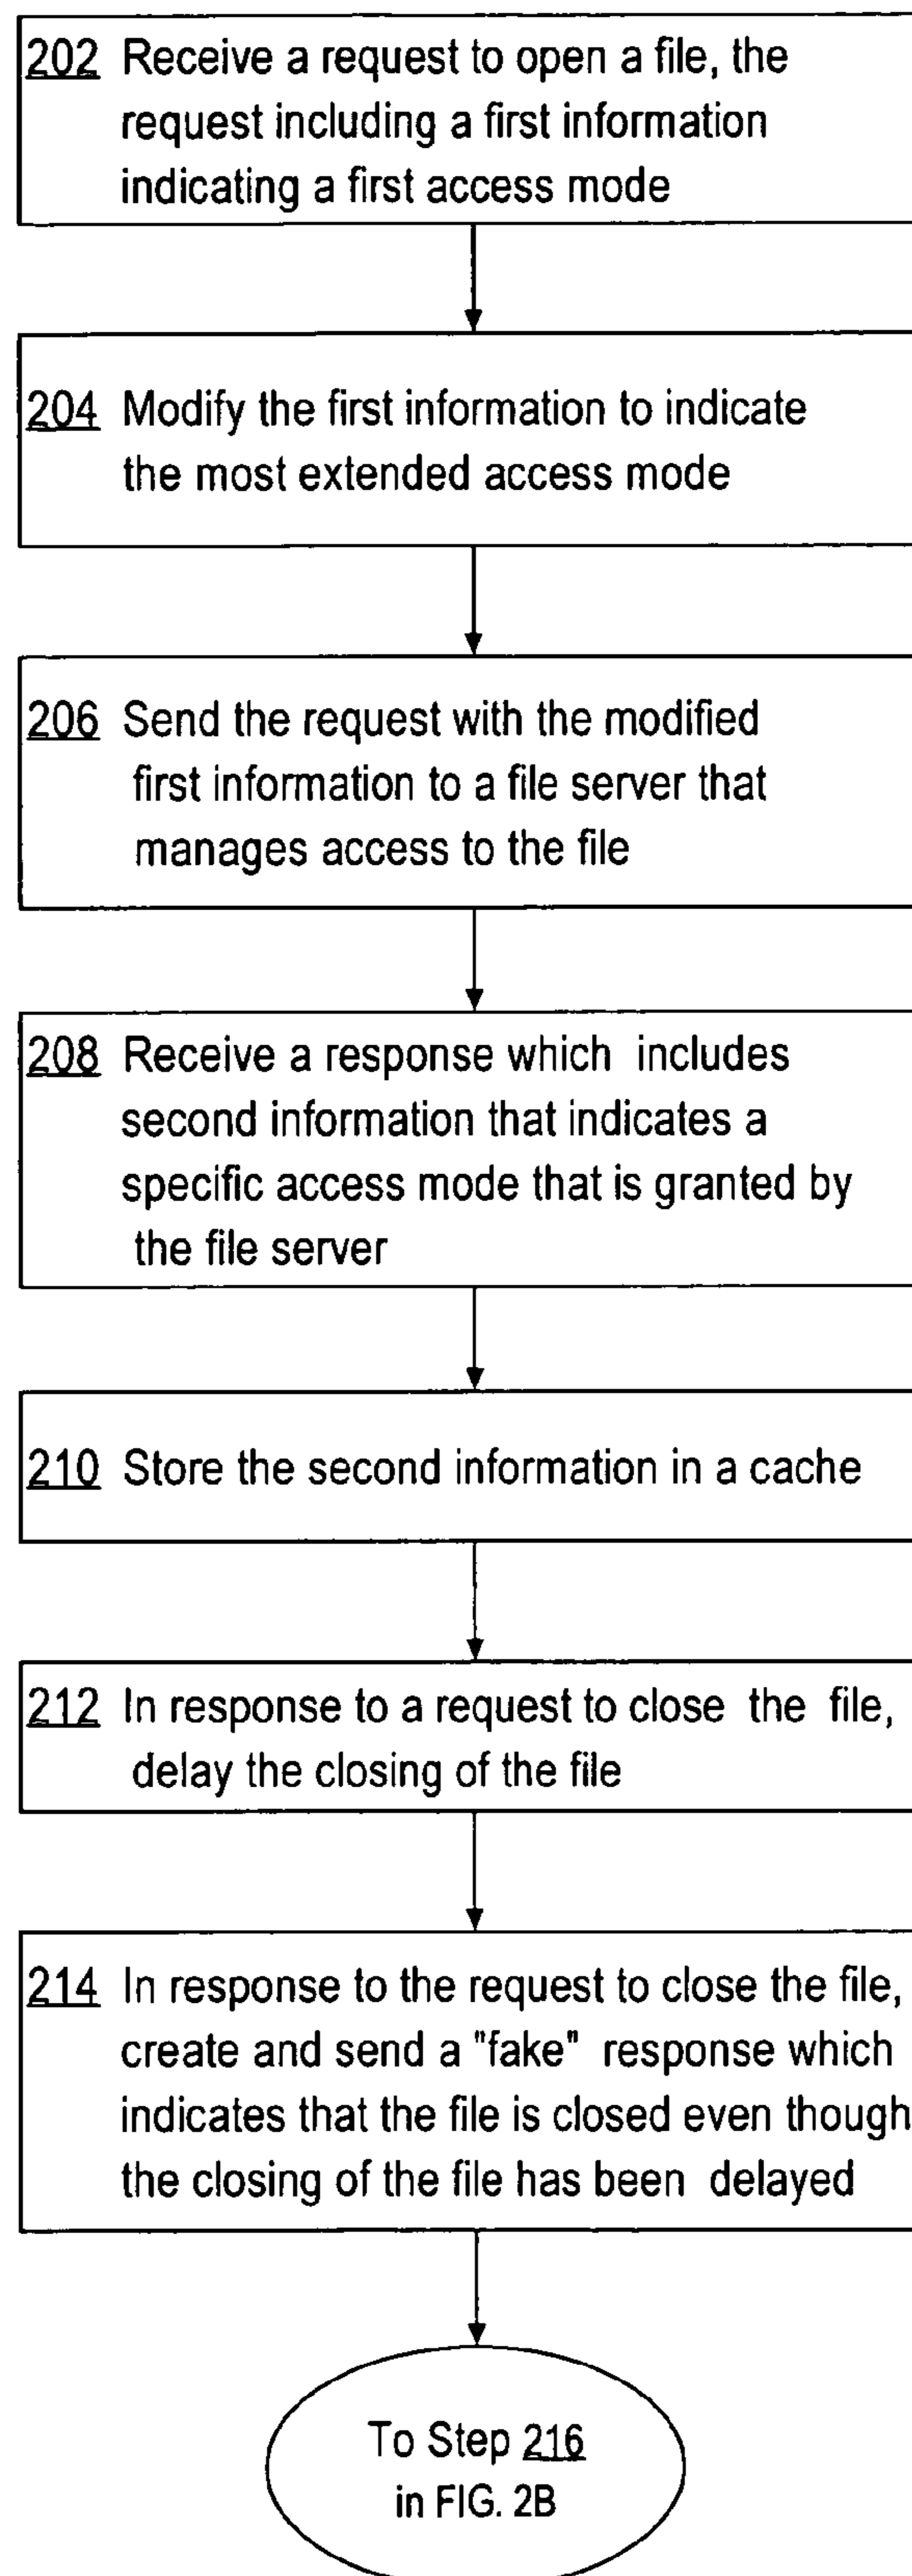 202 Receive a request to open a file, the
request including a first information
indicating a first access mode
204 Modify the first information to indicate
the most extended access mode
206 Send the request with the modified
first information to a file server that
manages access to the file
208 Receive a response which includes
second information that indicates a
specific access mode that is granted by
the file server
210 Store the second information in a cache
212 In response to a request to close the file,
delay the closing of the file
214 In response to the request to close the file,
create and send a "fake" response which
indicates that the file is closed even though
the closing of the file has been delayed
To Step 216
in FIG. 2B